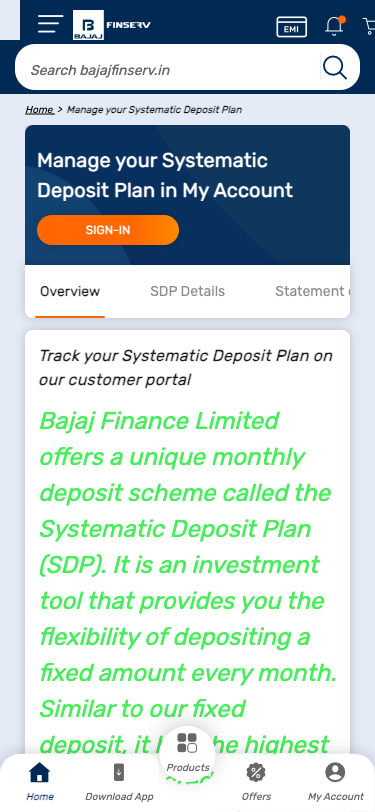 BAJAJ FINSERV
EMI
Search bajajfinserv.in
Home > Manage your Systematic Deposit Plan
Manage your Systematic
Deposit Plan in My Account
SIGN-IN
Overview SDP Details Statement
Track your Systematic Deposit Plan on
our customer portal
Bajaj Finance Limited
offers a unique monthly
deposit scheme called the
Systematic Deposit Plan
(SDP). It is an investment
tool that provides you the
flexibility of depositing a
fixed amount every month.
Similar to our fixed
deposit, it the highest
Products
Home Download App Offers My Account